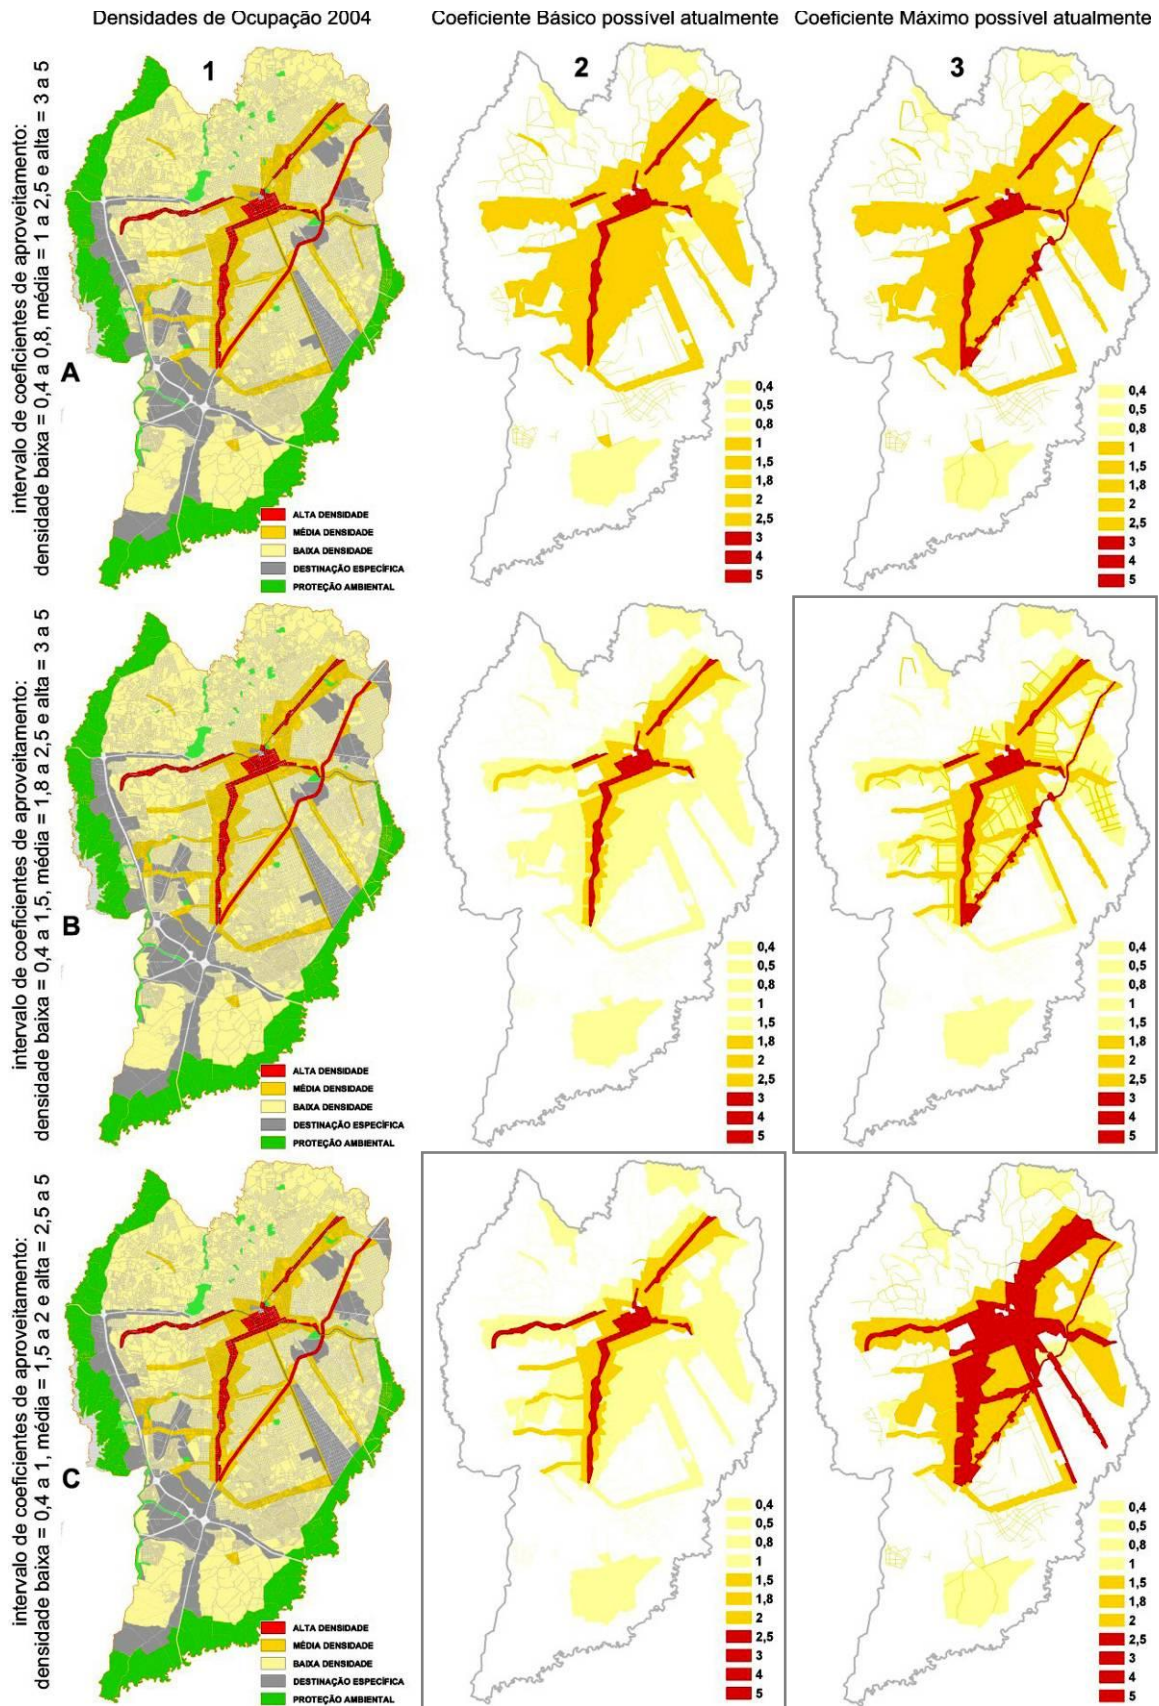 Densidades de Ocupação 2004
Coeficiente Básico possível atualmente
Coeficiente Máximo possível atualmente
intervalo de coeficientes de aproveitamento:
densidade baixa = 0,4 a 0,8, média = 1 a 2,5 e alta = 3 a 5
1
2
3
A
ALTA DENSIDADE
MÉDIA DENSIDADE
BAIXA DENSIDADE
DESTINAÇÃO ESPECÍFICA
PROTEÇÃO AMBIENTAL
0,4
0,5
0,8
1
1,5
1,8
2
2,5
3
4
5
0,4
0,5
0,8
1
1,5
1,8
2
2,5
3
4
5
intervalo de coeficientes de aproveitamento:
densidade baixa = 0,4 a 1,5, média = 1,8 a 2,5 e alta = 3 a 5
B
ALTA DENSIDADE
MÉDIA DENSIDADE
BAIXA DENSIDADE
DESTINAÇÃO ESPECÍFICA
PROTEÇÃO AMBIENTAL
0,4
0,5
0,8
1
1,5
1,8
2
2,5
3
4
5
0,4
0,5
0,8
1
1,5
1,8
2
2,5
3
4
5
intervalo de coeficientes de aproveitamento:
densidade baixa = 0,4 a 1, média = 1,5 a 2 e alta = 2,5 a 5
C
ALTA DENSIDADE
MÉDIA DENSIDADE
BAIXA DENSIDADE
DESTINAÇÃO ESPECÍFICA
PROTEÇÃO AMBIENTAL
0,4
0,5
0,8
1
1,5
1,8
2
2,5
3
4
5
0,4
0,5
0,8
1
1,5
1,8
2
2,5
3
4
5